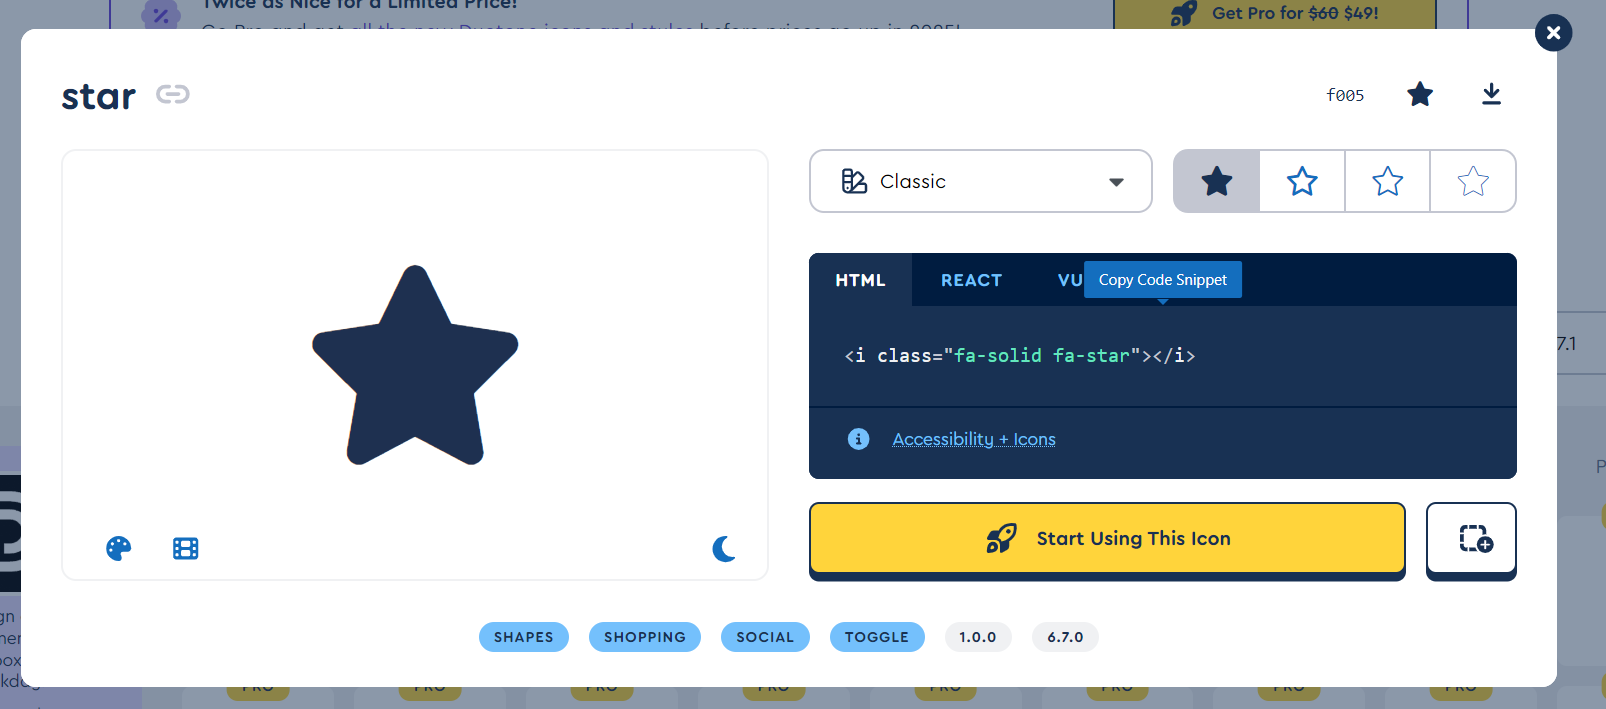 Twice as Nice for a Limited Price!
Get Pro for $60 $49!
star
f005
Classic
HTML REACT VU
Copy Code Snippet
<i class="fa-solid fa-star"></i>
7.1
Accessibility + Icons
Start Using This Icon
SHAPES SHOPPING SOCIAL TOGGLE 1.0.0 6.7.0